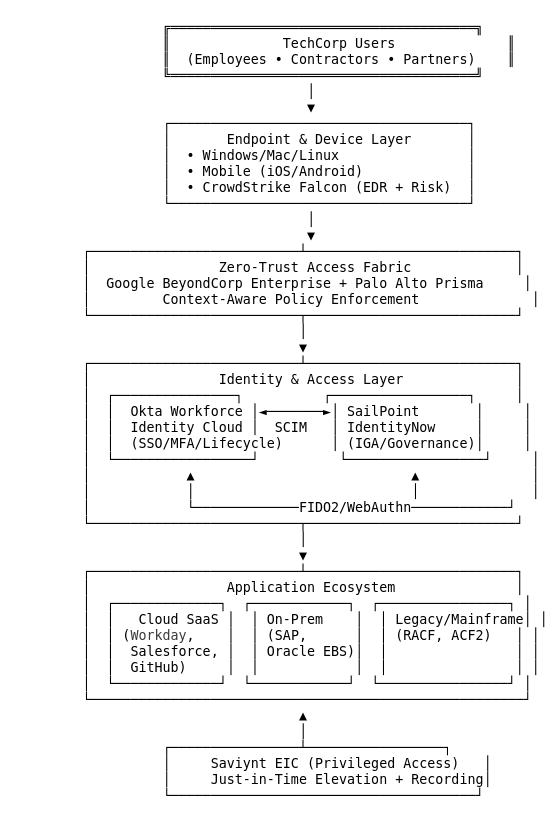 TechCorp Users
(Employees • Contractors • Partners)
Endpoint & Device Layer
• Windows/Mac/Linux
• Mobile (iOS/Android)
• CrowdStrike Falcon (EDR + Risk)
Zero-Trust Access Fabric
Google BeyondCorp Enterprise + Palo Alto Prisma
Context-Aware Policy Enforcement
Identity & Access Layer
Okta Workforce
Identity Cloud
(SSO/MFA/Lifecycle)
SCIM
SailPoint
IdentityNow
(IGA/Governance)
FIDO2/WebAuthn
Application Ecosystem
Cloud SaaS
(Workday,
Salesforce,
GitHub)
On-Prem
(SAP,
Oracle EBS)
Legacy/Mainframe
(RACF, ACF2)
Saviynt EIC (Privileged Access)
Just-in-Time Elevation + Recording